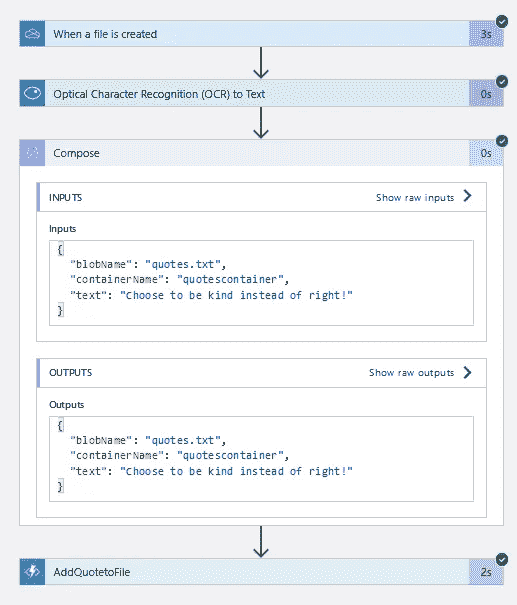 When a file is created
3s
Optical Character Recognition (OCR) to Text
0s
Compose
0s
INPUTS
Show raw inputs
Inputs
{
"blobName": "quotes.txt",
"containerName": "quotescontainer",
"text": "Choose to be kind instead of right!"
}
OUTPUTS
Show raw outputs
Outputs
{
"blobName": "quotes.txt",
"containerName": "quotescontainer",
"text": "Choose to be kind instead of right!"
}
AddQuotetoFile
2s